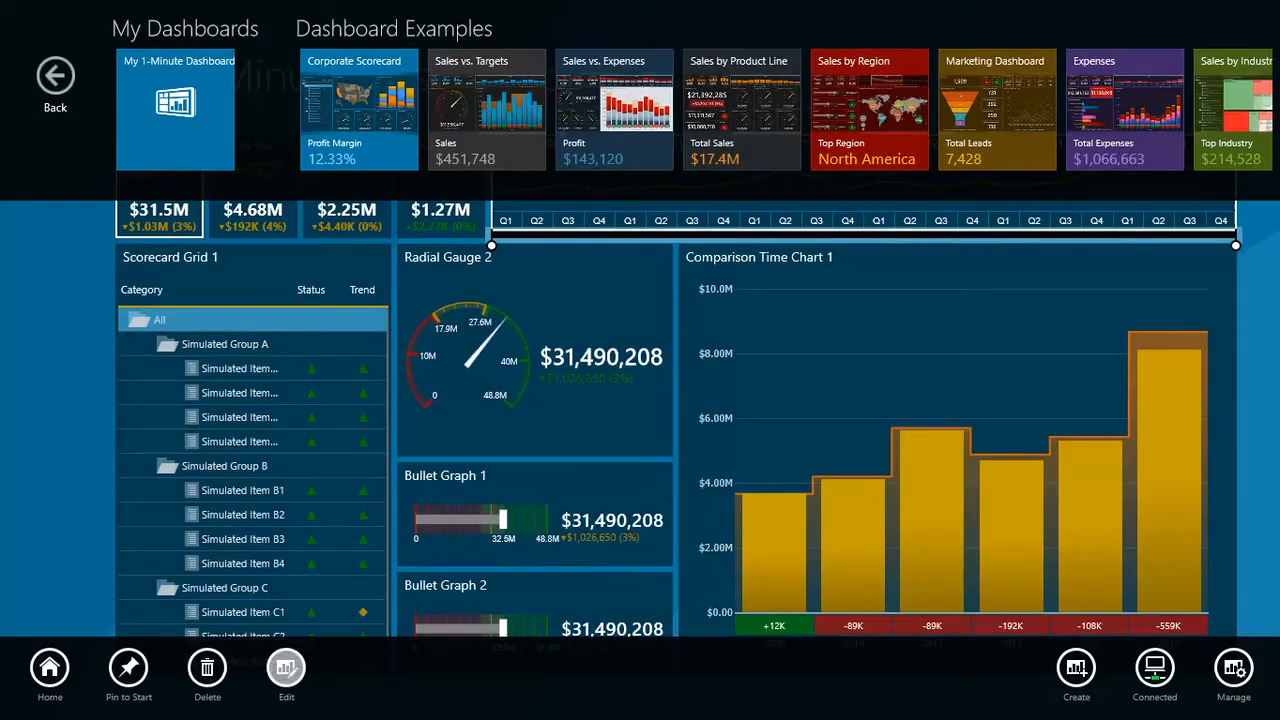 My Dashboards Dashboard Examples
Back
My 1-Minute Dashboard
Corporate Scorecard
Profit Margin
12.33%
Sales vs. Targets
Sales
$451,748
Sales vs. Expenses
Profit
$143,120
Sales by Product Line
Total Sales
$17.4M
Sales by Region
Top Region
North America
Marketing Dashboard
Total Leads
7,428
Expenses
Total Expenses
$1,066,663
Sales by Industr
Top Industry
$214,528
$31.5M
▾$1.03M (3%)
$4.68M
▾$192K (4%)
$2.25M
▾$4.40K (0%)
$1.27M
Q1 Q2 Q3 Q4 Q1 Q2 Q3 Q4 Q1 Q2 Q3 Q4 Q1 Q2 Q3 Q4 Q1 Q2 Q3 Q4 Q1 Q2 Q3 Q4
Scorecard Grid 1
Category Status Trend
All
Simulated Group A
Simulated Item...
Simulated Item...
Simulated Item...
Simulated Item...
Simulated Group B
Simulated Item B1
Simulated Item B2
Simulated Item B3
Simulated Item B4
Simulated Group C
Simulated Item C1
Radial Gauge 2
0
10M
17.9M
27.6M
40M
48.8M
$31,490,208
▾$1,026,650 (3%)
Bullet Graph 1
0 32.5M 48.8M
$31,490,208
▾$1,026,650 (3%)
Bullet Graph 2
$31,490,208
Comparison Time Chart 1
$10.0M
$8.00M
$6.00M
$4.00M
$2.00M
$0.00
+12K -89K -89K -192K -108K -559K
Home
Pin to Start
Delete
Edit
Create
Connected
Manage